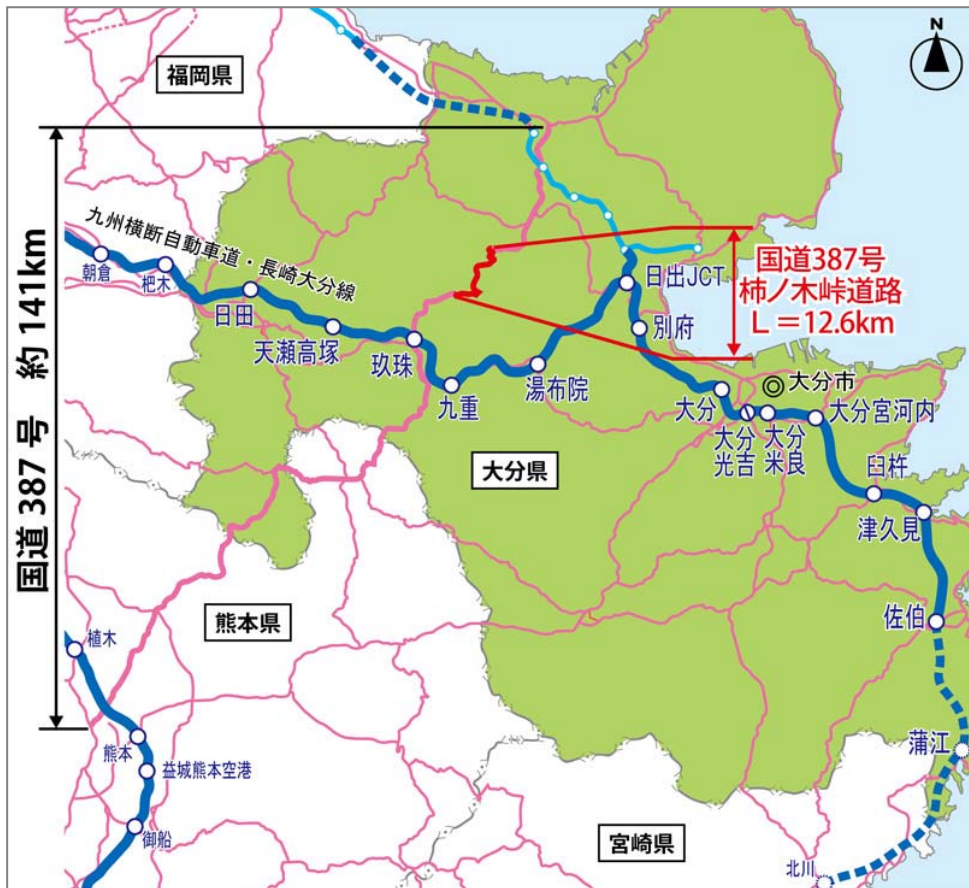 N
福岡県
国道387号 約141km
九州横断自動車道・長崎大分線
朝倉
杷木
日田
天瀬高塚
玖珠
九重
湯布院
日出JCT
別府
国道387号
柿ノ木峠道路
L=12.6km
大分市
大分
大分
光吉
大分
米良
大分宮河内
大分県
臼杵
津久見
佐伯
熊本県
植木
熊本
益城熊本空港
御船
蒲江
宮崎県
北川